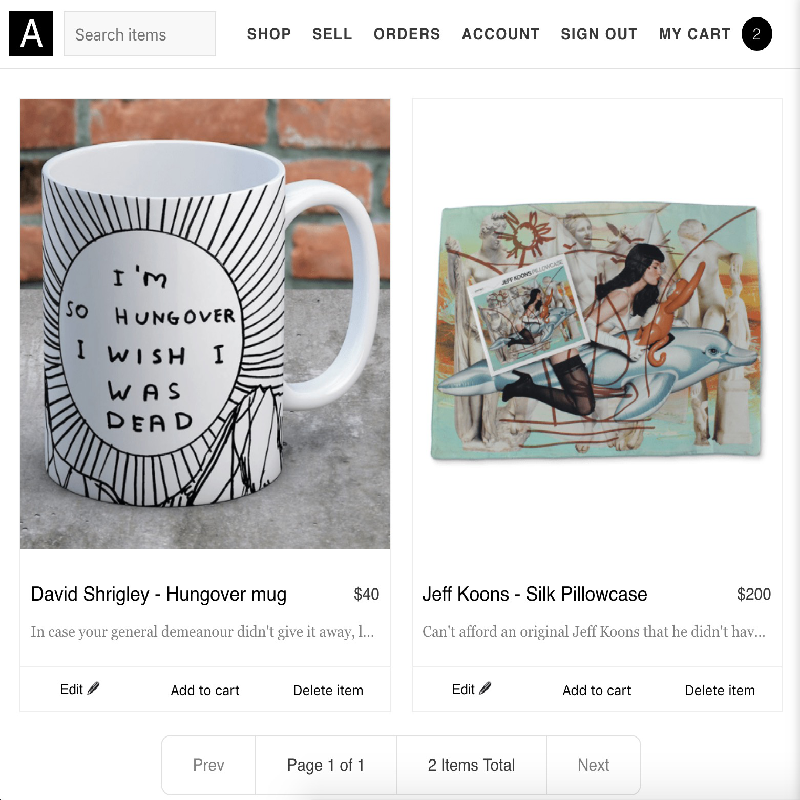 A
Search items
SHOP SELL ORDERS ACCOUNT SIGN OUT MY CART 2
I'M
SO HUNGOVER
I WISH I
WAS
DEAD
JEFF KOONS PILLOWCASE
David Shrigley - Hungover mug $40
In case your general demeanour didn't give it away, l...
Edit Add to cart Delete item
Jeff Koons - Silk Pillowcase $200
Can't afford an original Jeff Koons that he didn't hav...
Edit Add to cart Delete item
Prev Page 1 of 1 2 Items Total Next